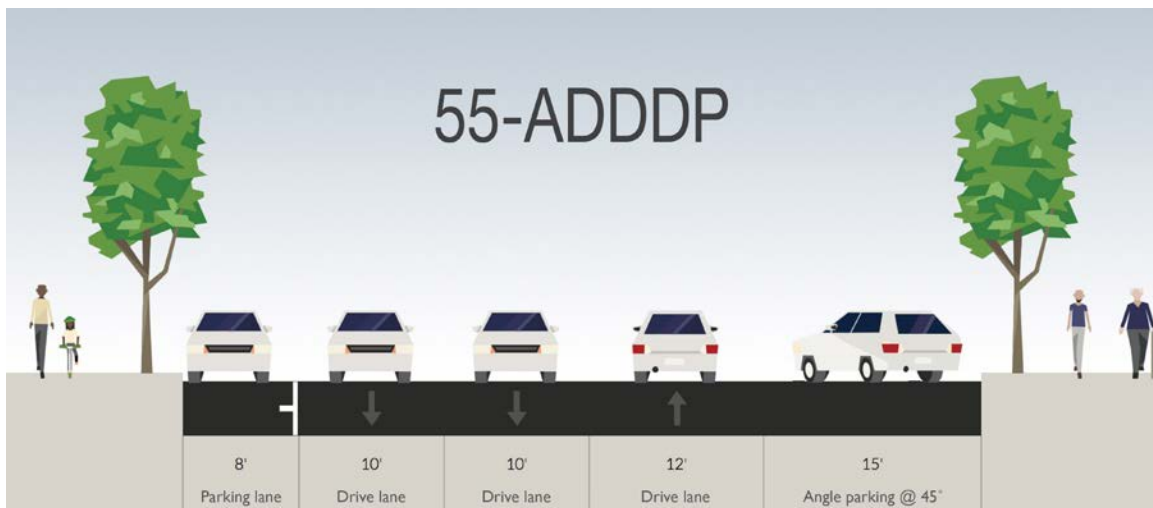 55-ADDDP
8' 10' 10' 12' 15'
Parking lane Drive lane Drive lane Drive lane Angle parking @ 45°